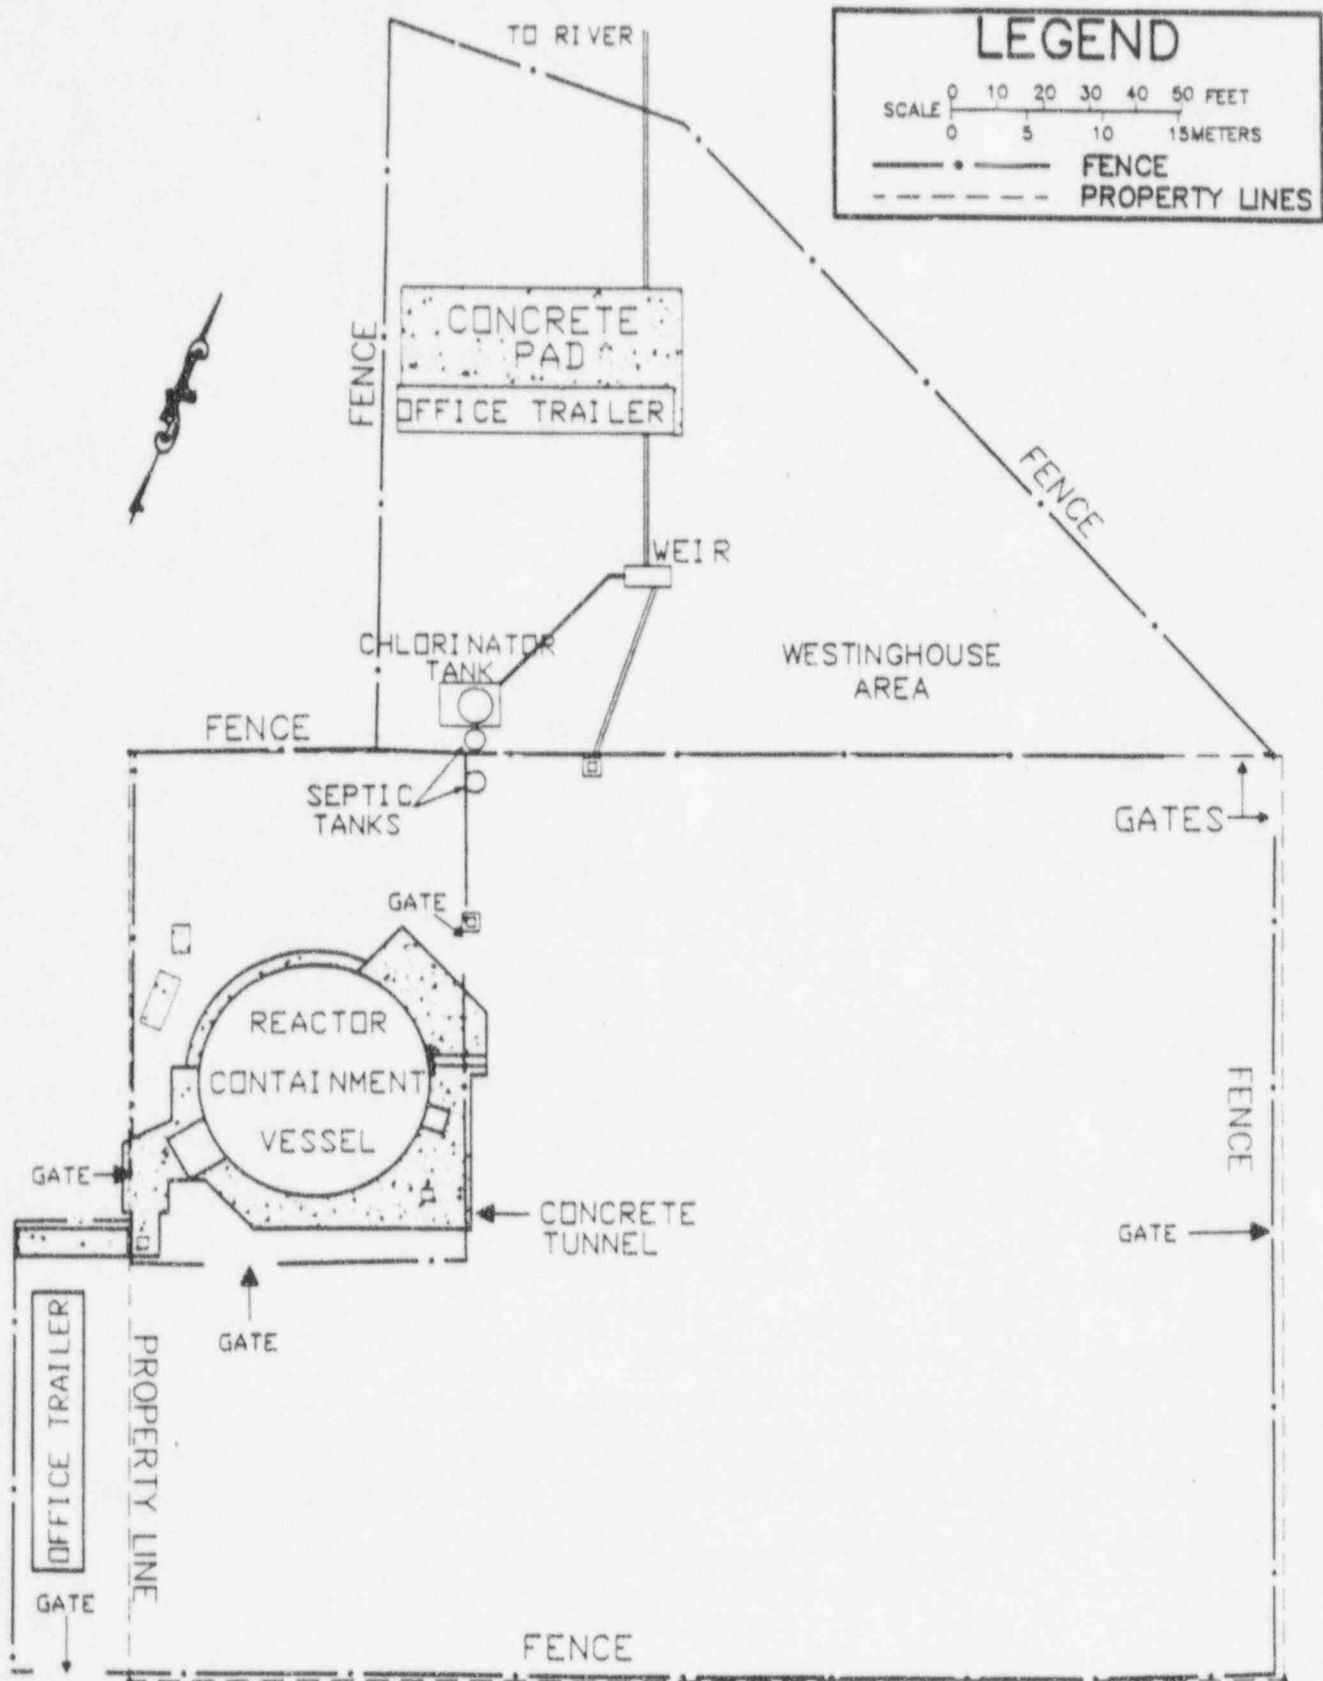 TO RIVER
LEGEND
0 10 20 30 40 50 FEET
SCALE
0 5 10 15 METERS
FENCE
PROPERTY LINES
CONCRETE
PAD
FENCE
OFFICE TRAILER
FENCE
WEIR
CHLORINATOR
TANK
WESTINGHOUSE
AREA
FENCE
SEPTIC
TANKS
GATES
GATE
REACTOR
CONTAINMENT
VESSEL
FENCE
GATE
CONCRETE
TUNNEL
GATE
GATE
OFFICE TRAILER
PROPERTY LINE
GATE
FENCE